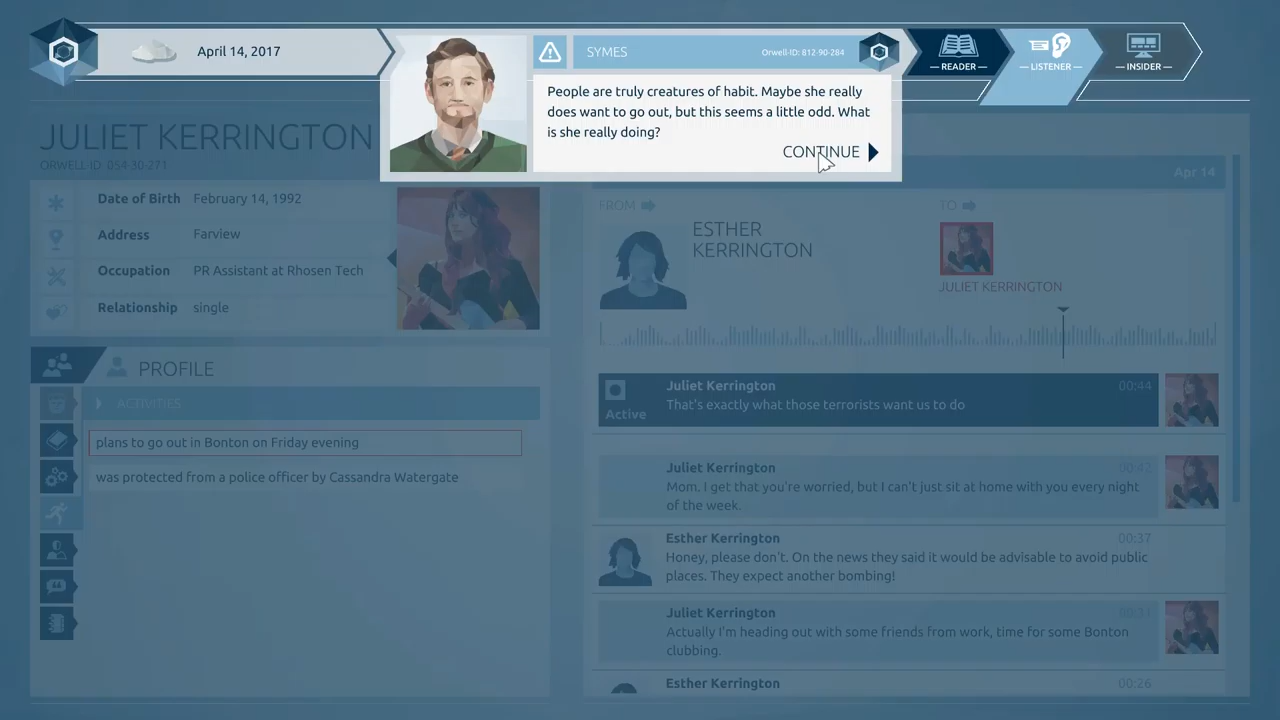 April 14, 2017
SYMES
Orwell-ID: 812-90-284
People are truly creatures of habit. Maybe she really
does want to go out, but this seems a little odd. What
is she really doing?
CONTINUE
— READER —
— LISTENER —
— INSIDER —
JULIET KERRINGTON
ORWELL-ID 054-30-271
Date of Birth February 14, 1992
Address Farview
Occupation PR Assistant at Rhosen Tech
Relationship single
PROFILE
ACTIVITIES
plans to go out in Bonton on Friday evening
was protected from a police officer by Cassandra Watergate
Apr 14
FROM
ESTHER
KERRINGTON
TO
JULIET KERRINGTON
Active
Juliet Kerrington 00:44
That's exactly what those terrorists want us to do
Juliet Kerrington 00:42
Mom. I get that you're worried, but I can't just sit at home with you every night
of the week.
Esther Kerrington 00:37
Honey, please don't. On the news they said it would be advisable to avoid public
places. They expect another bombing!
Juliet Kerrington
Actually I'm heading out with some friends from work, time for some Bonton
clubbing.
Esther Kerrington 00:26